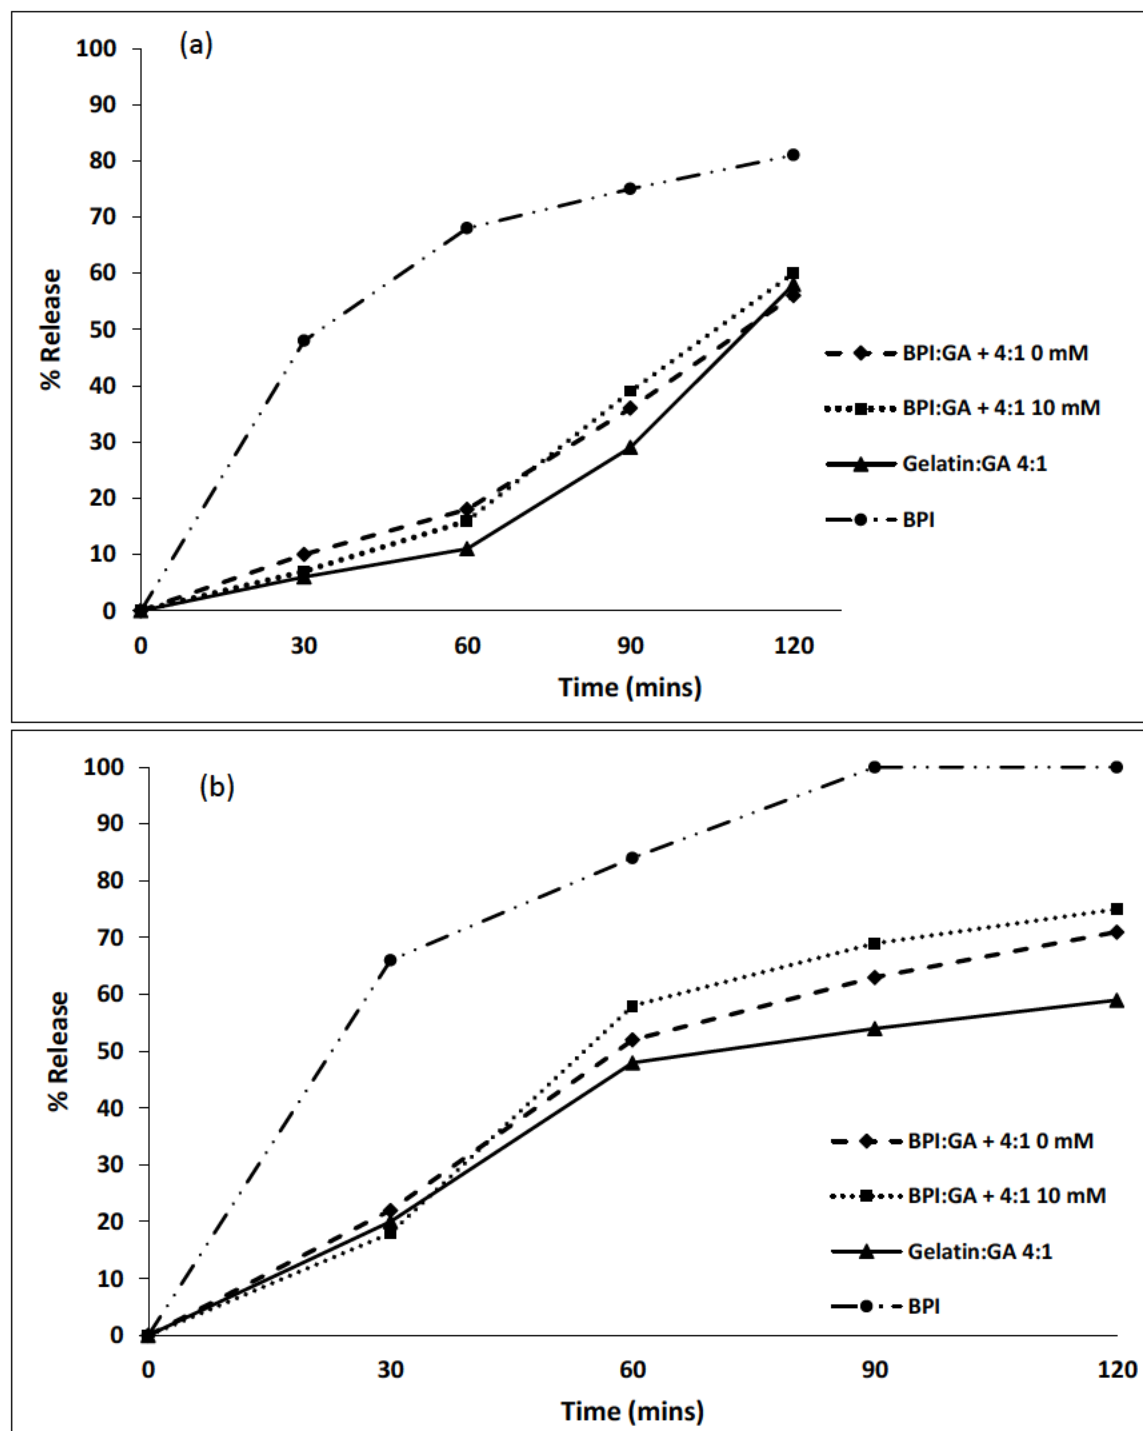 (a)
100
90
80
70
60
50
40
30
20
10
0
% Release
0 30 60 90 120
Time (mins)
BPI:GA + 4:1 0 mM
BPI:GA + 4:1 10 mM
Gelatin:GA 4:1
BPI
(b)
100
90
80
70
60
50
40
30
20
10
0
% Release
0 30 60 90 120
Time (mins)
BPI:GA + 4:1 0 mM
BPI:GA + 4:1 10 mM
Gelatin:GA 4:1
BPI